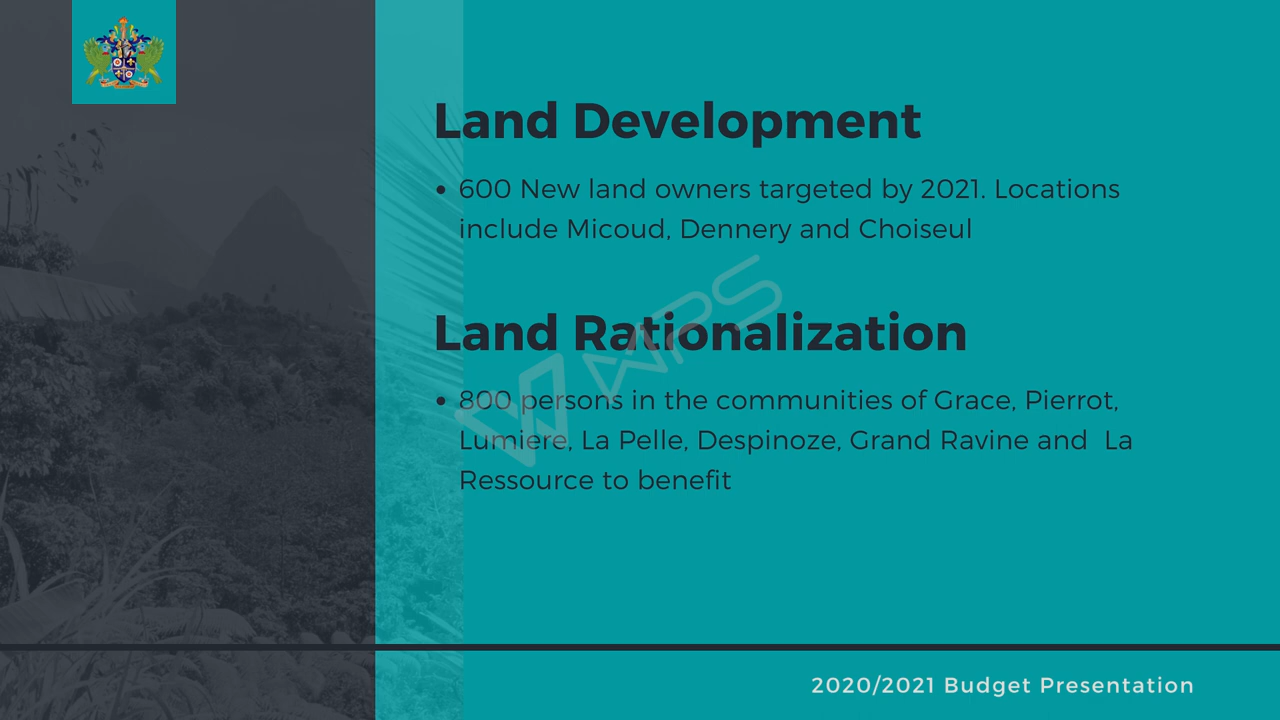 Land Development
• 600 New land owners targeted by 2021. Locations
include Micoud, Dennery and Choiseul
Land Rationalization
• 800 persons in the communities of Grace, Pierrot,
Lumiere, La Pelle, Despinoze, Grand Ravine and La
Ressource to benefit
WPS
2020/2021 Budget Presentation